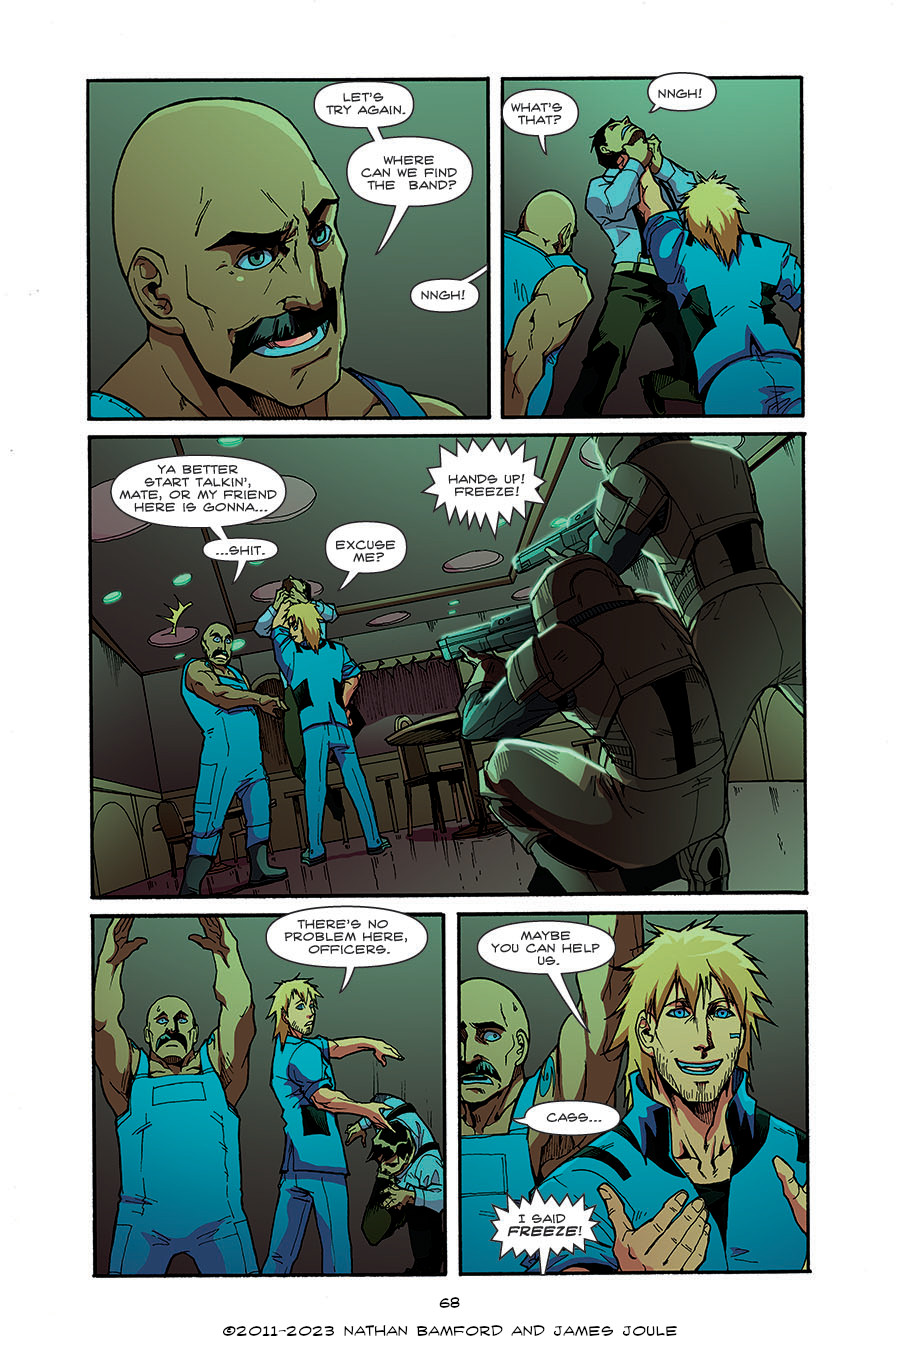 LET'S
TRY AGAIN.
WHERE
CAN WE FIND
THE BAND?
NNGH!
WHAT'S
THAT?
NNGH!
YA BETTER
START TALKIN',
MATE, OR MY FRIEND
HERE IS GONNA...
...SHIT.
EXCUSE
ME?
HANDS UP!
FREEZE!
THERE'S NO
PROBLEM HERE,
OFFICERS.
MAYBE
YOU CAN HELP
US.
CASS...
I SAID
FREEZE!
68
©2011-2023 NATHAN BAMFORD AND JAMES JOULE